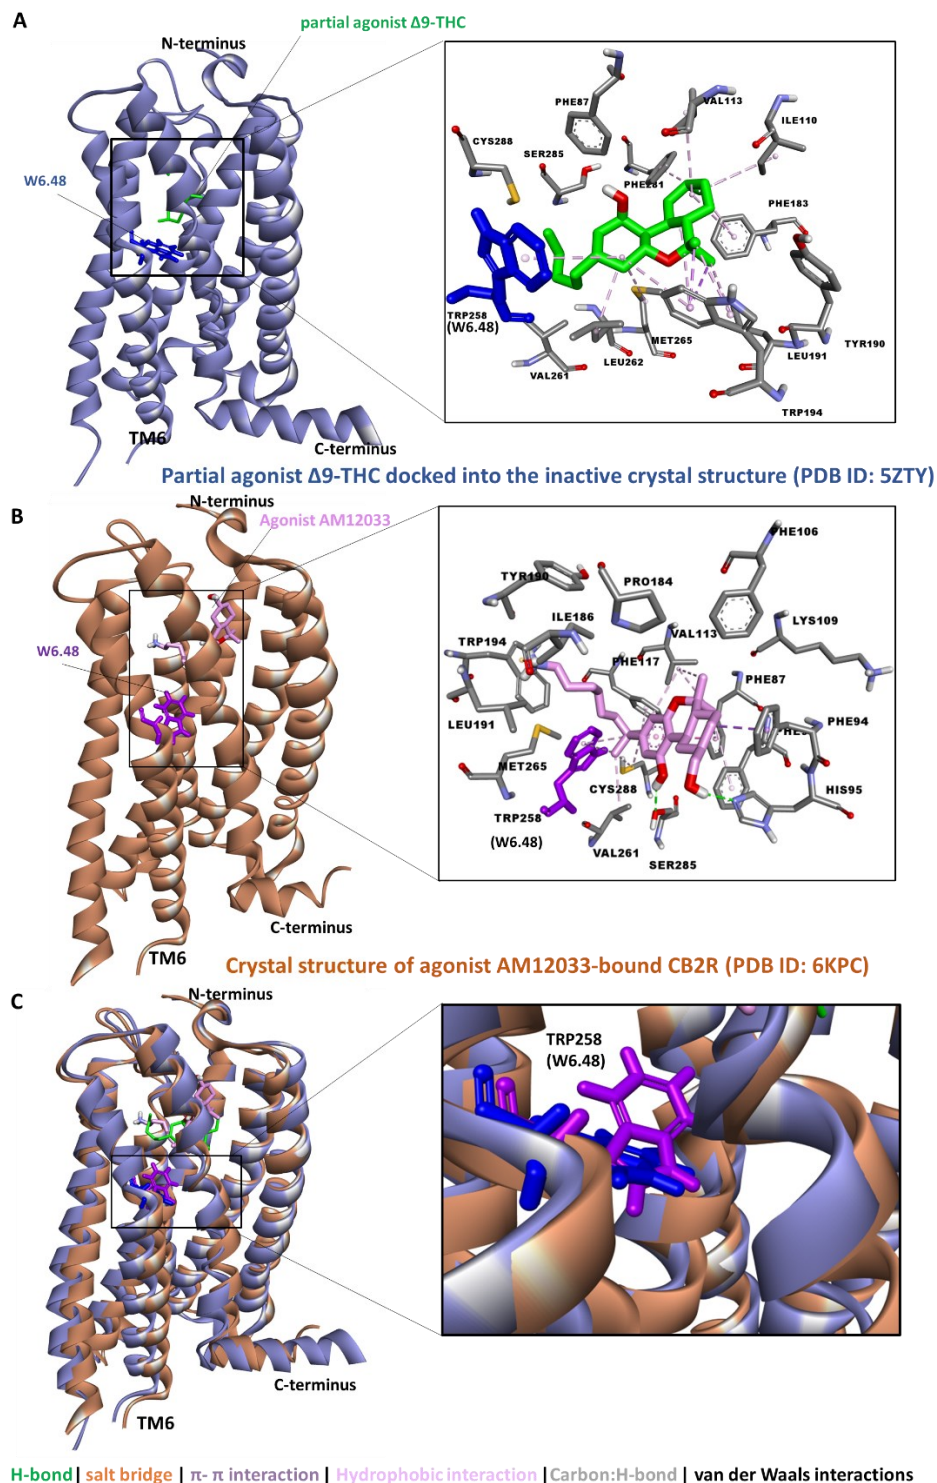 A
partial agonist Δ9-THC
N-terminus
W6.48
PHE87
VAL113
ILE110
CYS288
SER285
PHE281
PHE183
TRP258
(W6.48)
MET265
LEU262
VAL261
LEU191
TYR190
TRP194
TM6
C-terminus
Partial agonist Δ9-THC docked into the inactive crystal structure (PDB ID: 5ZTY)
B
N-terminus
Agonist AM12033
W6.48
PHE106
TYR190
PRO184
ILE186
LYS109
TRP194
VAL113
PHE117
PHE87
LEU191
PHE94
MET265
CYS288
HIS95
TRP258
(W6.48)
VAL261
SER285
C-terminus
TM6
Crystal structure of agonist AM12033-bound CB2R (PDB ID: 6KPC)
C
N-terminus
TRP258
(W6.48)
C-terminus
TM6
H-bond| salt bridge | π- π interaction | Hydrophobic interaction |Carbon:H-bond| van der Waals interactions